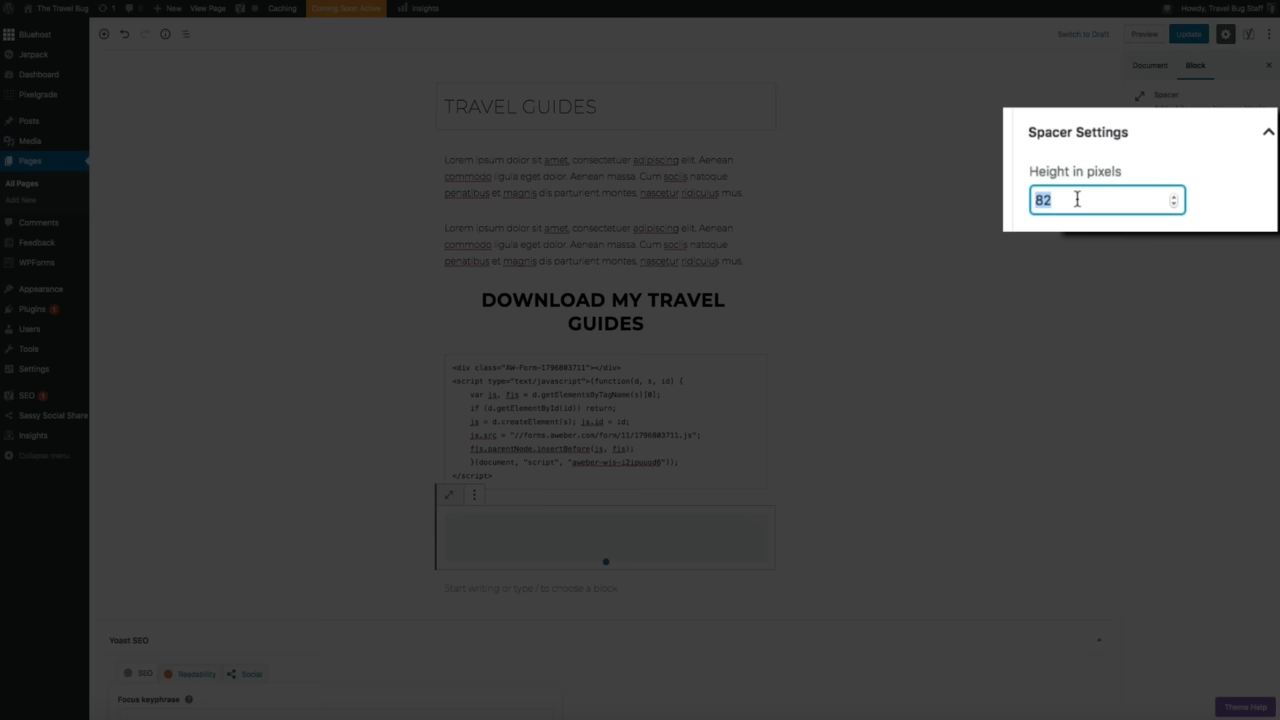 The Travel Bug
1
New
View Page
Caching
Coming Soon Active
Insights
Howdy, Travel Bug Staff
Bluehost
Jetpack
Dashboard
Pixelgrade
Posts
Media
Pages
All Pages
Add New
Comments
Feedback
WPForms
Appearance
Plugins 1
Users
Tools
Settings
SEO 1
Sassy Social Share
Insights
Collapse menu
Switch to Draft
Preview
Update
TRAVEL GUIDES
Lorem ipsum dolor sit amet, consectetuer adipiscing elit. Aenean
commodo ligula eget dolor. Aenean massa. Cum sociis natoque
penatibus et magnis dis parturient montes, nascetur ridiculus mus.
Lorem ipsum dolor sit amet, consectetuer adipiscing elit. Aenean
commodo ligula eget dolor. Aenean massa. Cum sociis natoque
penatibus et magnis dis parturient montes, nascetur ridiculus mus.
DOWNLOAD MY TRAVEL
GUIDES
<div class="AW-Form-1796803711"></div>
<script type="text/javascript">(function(d, s, id) {
var js, fjs = d.getElementsByTagName(s)[0];
if (d.getElementById(id)) return;
js = d.createElement(s); js.id = id;
js.src = "//forms.aweber.com/form/11/1796803711.js";
fjs.parentNode.insertBefore(js, fjs);
}(document, "script",
</script>
Start writing or type / to choose a block
Document
Block
Spacer
Spacer Settings
Height in pixels
82
Yoast SEO
SEO
Readability
Social
Focus keyphrase
Theme Help